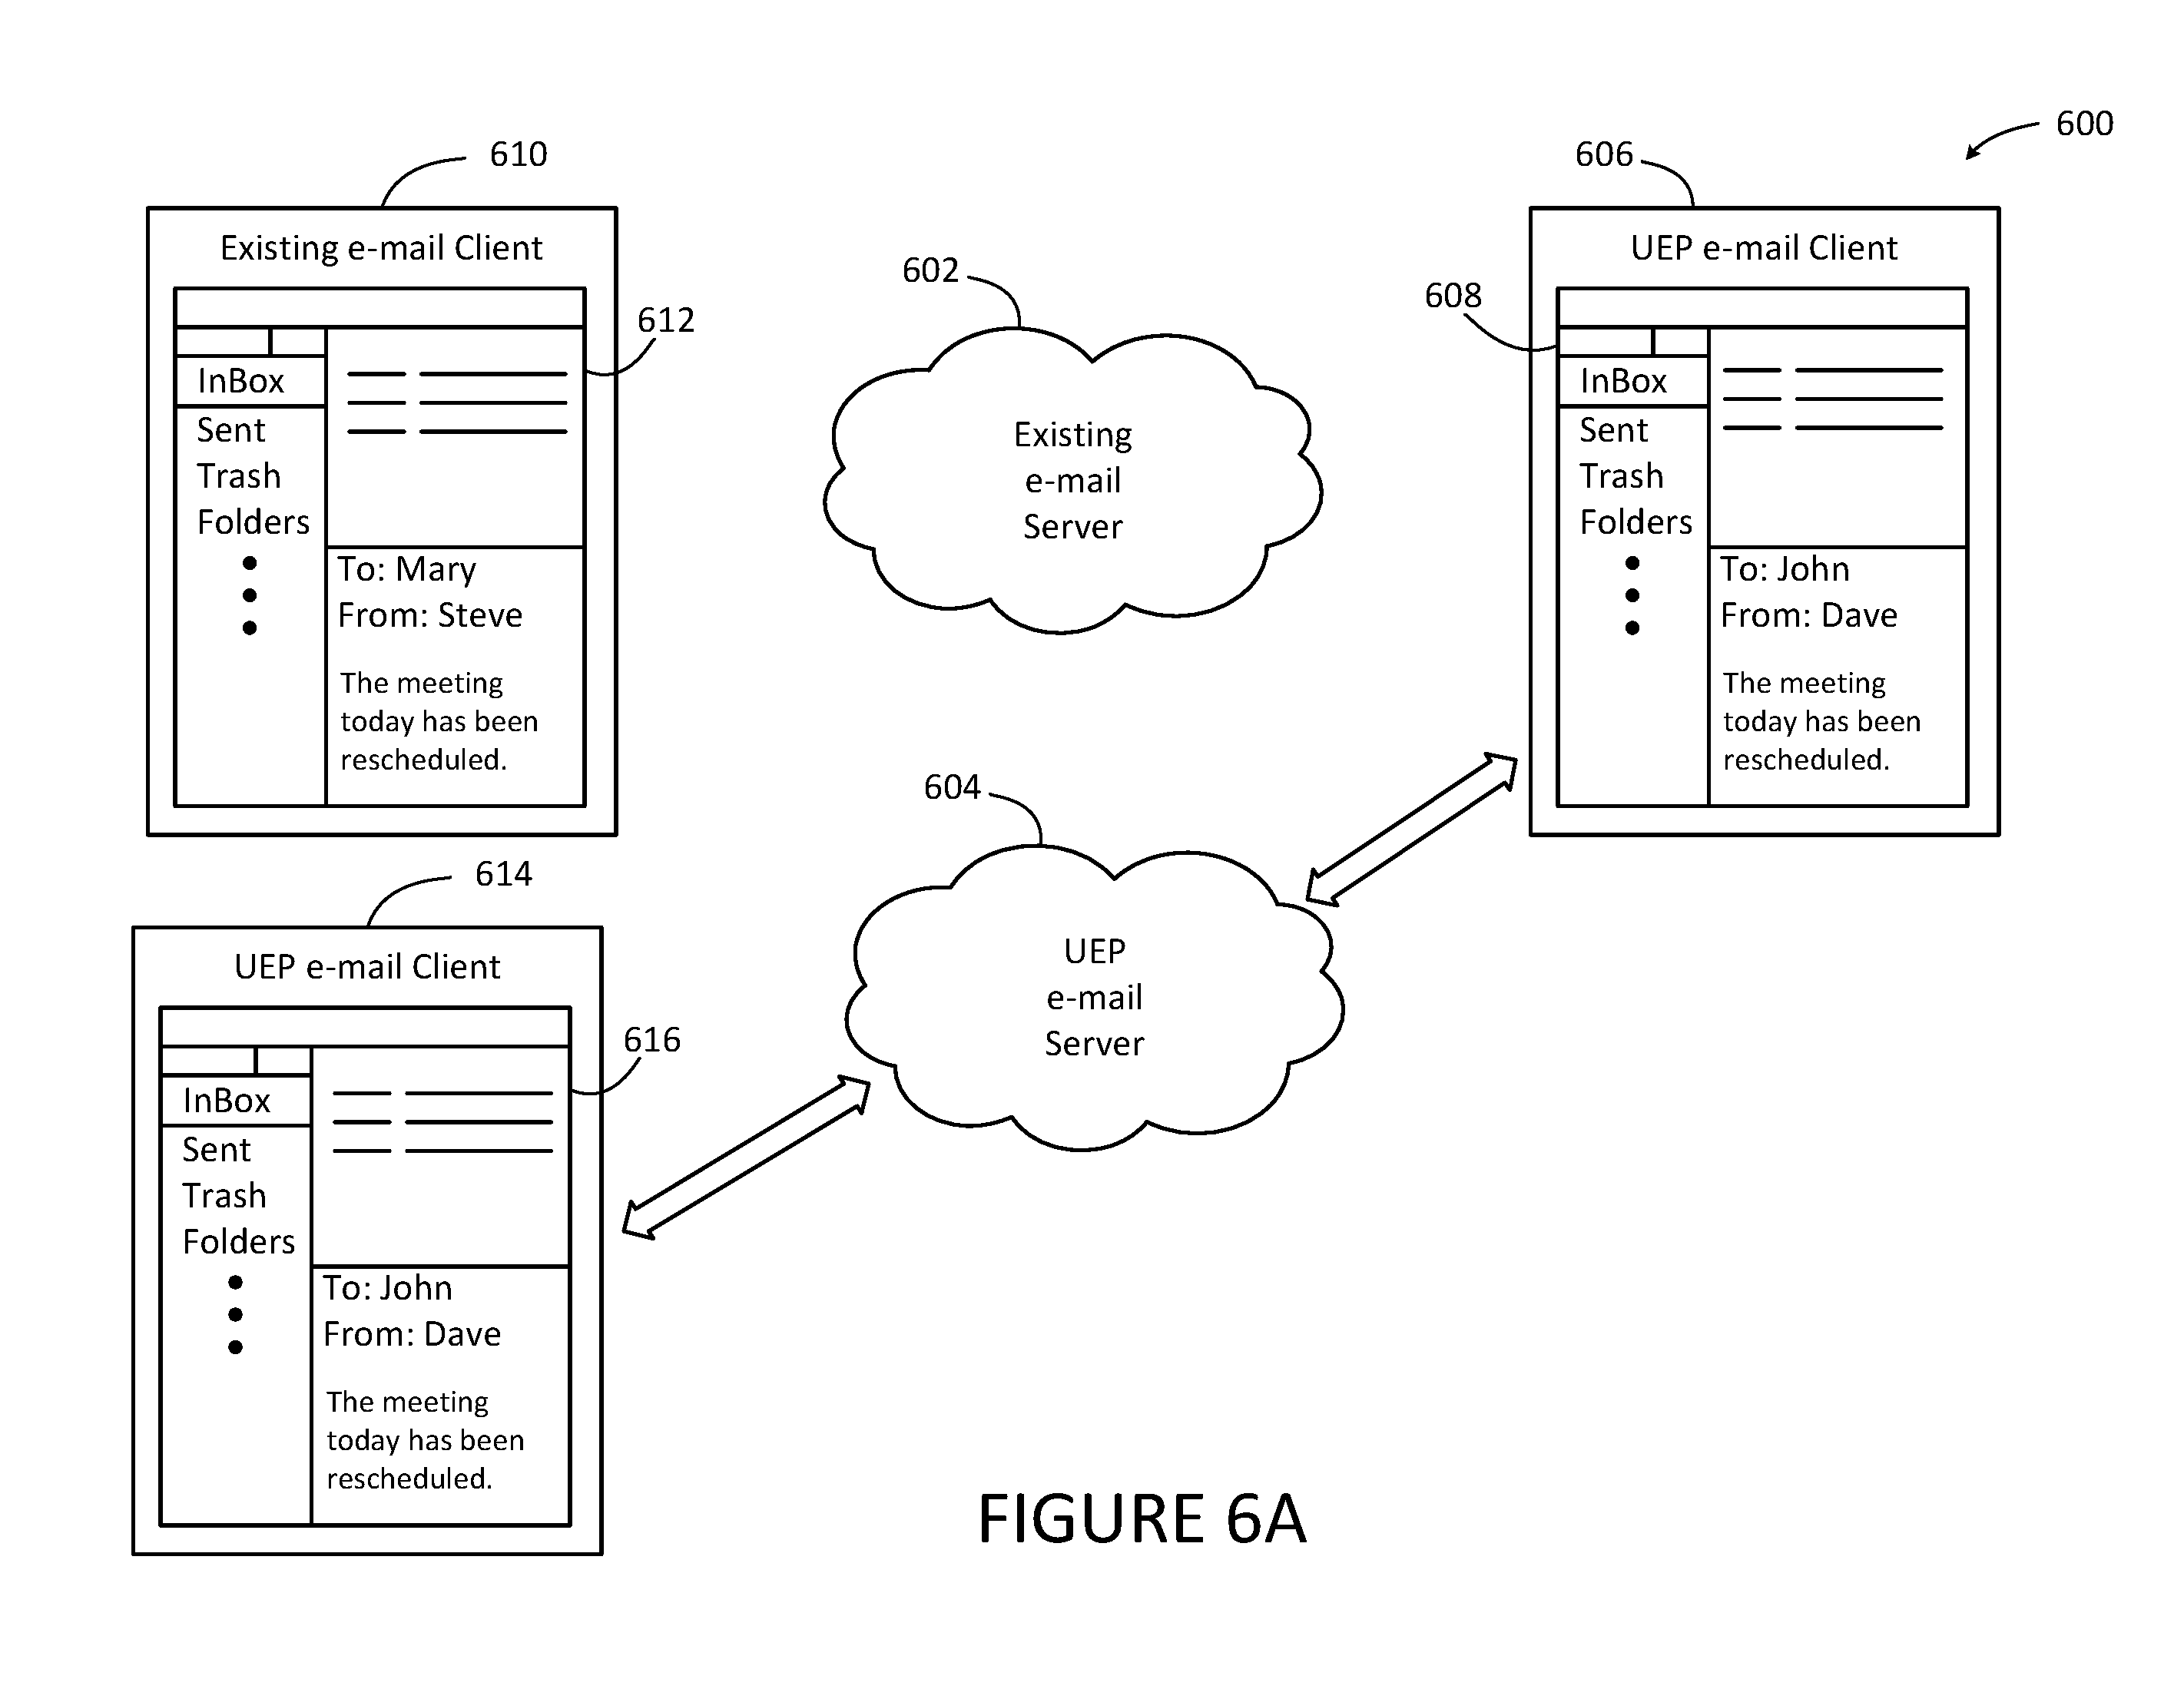 600
610
Existing e-mail Client
612
InBox
Sent
Trash
Folders
To: Mary
From: Steve
The meeting
today has been
rescheduled.
602
Existing
e-mail
Server
606
UEP e-mail Client
608
InBox
Sent
Trash
Folders
To: John
From: Dave
The meeting
today has been
rescheduled.
614
UEP e-mail Client
616
InBox
Sent
Trash
Folders
To: John
From: Dave
The meeting
today has been
rescheduled.
604
UEP
e-mail
Server
FIGURE 6A